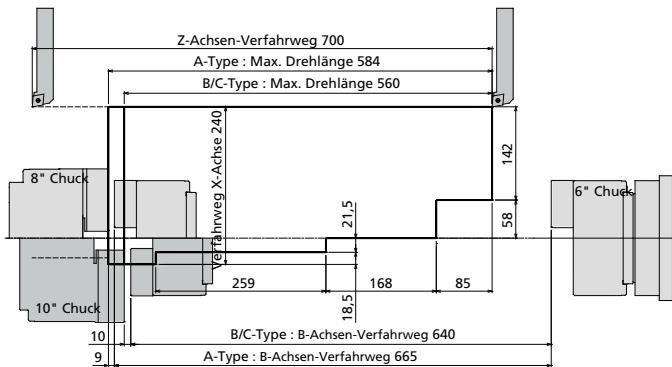 Z-Achsen-Verfahrweg 700
A-Type : Max. Drehlänge 584
B/C-Type : Max. Drehlänge 560
Verfahrweg X-Achse 240
142
8" Chuck
6" Chuck
21,5
58
259
168
85
18,5
10" Chuck
10
B/C-Type : B-Achsen-Verfahrweg 640
9
A-Type : B-Achsen-Verfahrweg 665